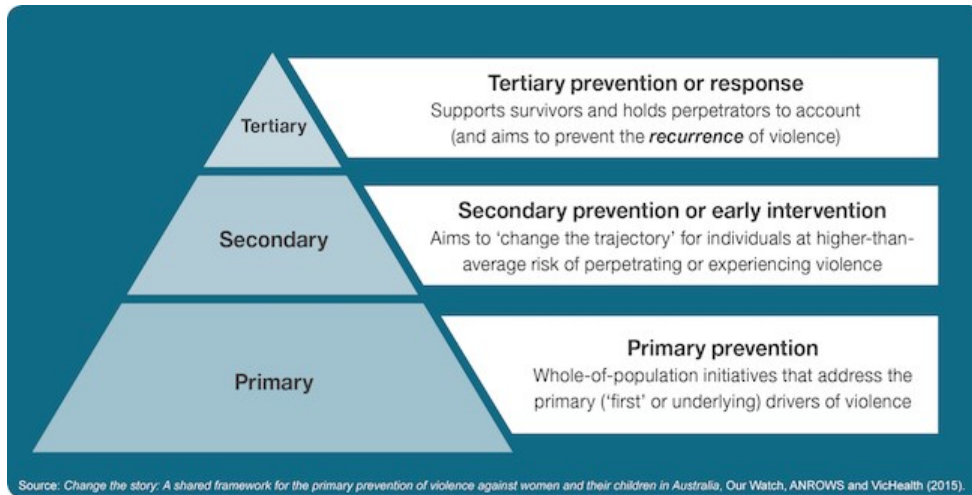 Tertiary
Tertiary prevention or response
Supports survivors and holds perpetrators to account
(and aims to prevent the recurrence of violence)
Secondary
Secondary prevention or early intervention
Aims to ‘change the trajectory’ for individuals at higher-than-
average risk of perpetrating or experiencing violence
Primary
Primary prevention
Whole-of-population initiatives that address the
primary (‘first’ or underlying) drivers of violence
Source: Change the story: A shared framework for the primary prevention of violence against women and their children in Australia, Our Watch, ANROWS and VicHealth (2015).